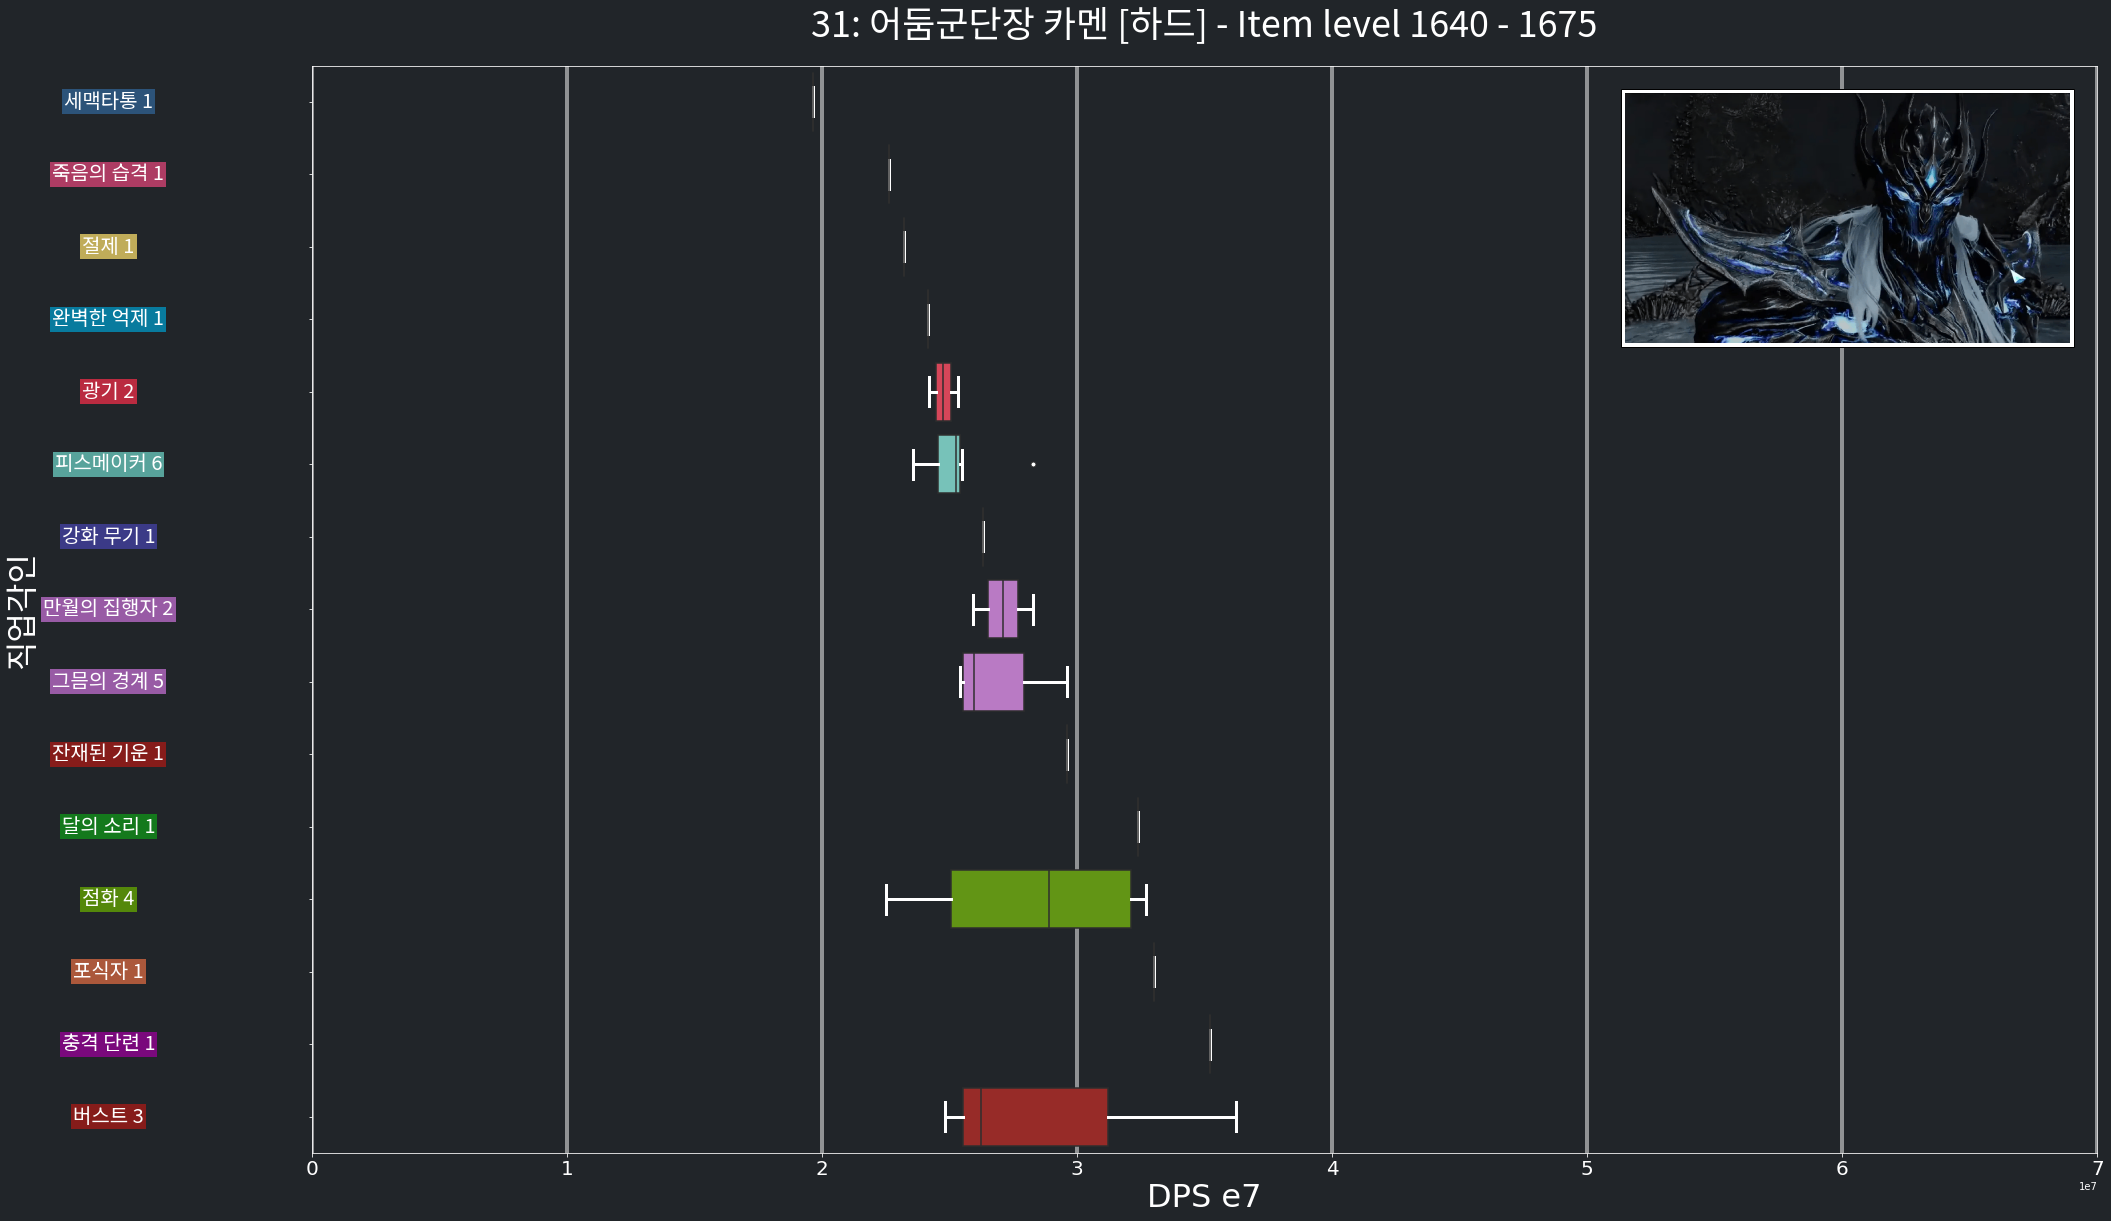 31: 어둠군단장 카멘 [하드] - Item level 1640 - 1675
직업각인
세맥타통 1
죽음의 습격 1
절제 1
완벽한 억제 1
광기 2
피스메이커 6
강화 무기 1
만월의 집행자 2
그믐의 경계 5
잔재된 기운 1
달의 소리 1
점화 4
포식자 1
충격 단련 1
버스트 3
0 1 2 3 4 5 6 7
1e7
DPS e7